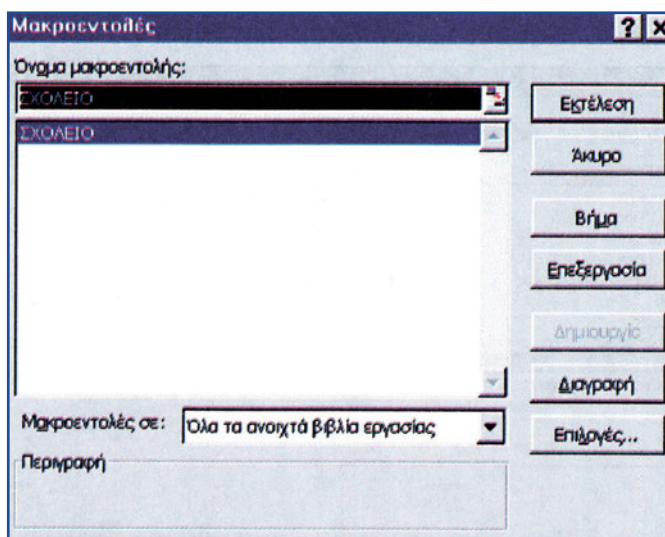 Μακροεντολές
Όνομα μακροεντολής:
ΣΧΟΛΕΙΟ
ΣΧΟΛΕΙΟ
Εκτέλεση
Άκυρο
Βήμα
Επεξεργασία
Δημιουργίc
Διαγραφή
Μακροεντολές σε: Όλα τα ανοιχτά βιβλία εργασίας
Επιλογές...
Περιγραφή